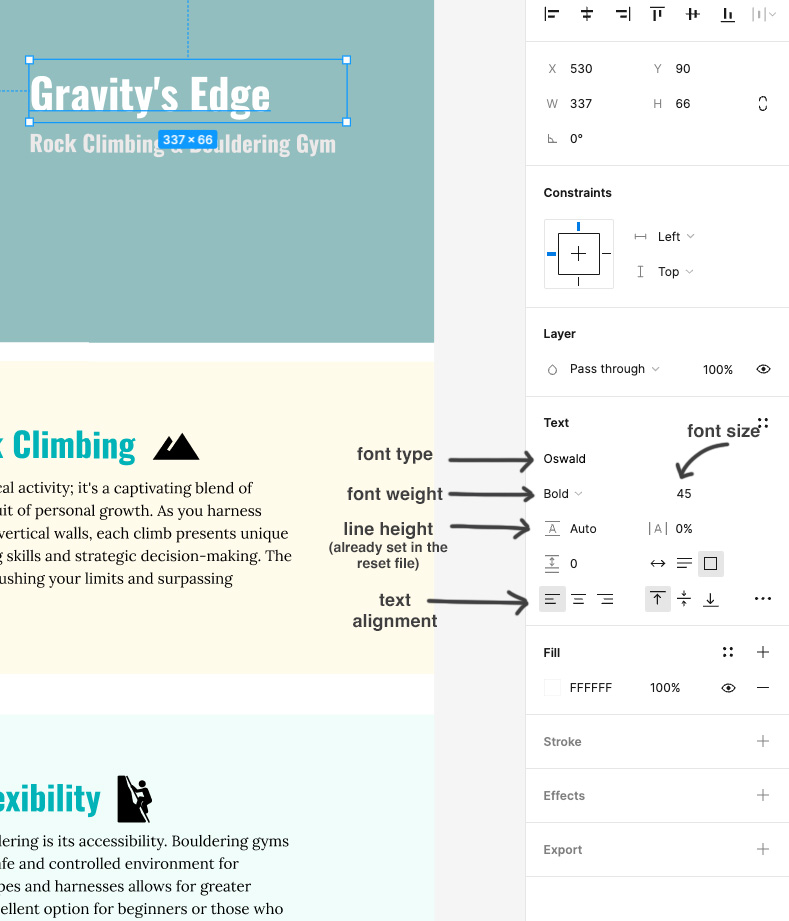 Gravity's Edge
Rock Climbing & Bouldering Gym
337 × 66
X 530 Y 90
W 337 H 66
0°
Constraints
Left
Top
Layer
Pass through 100%
Text
font size
font type
Oswald
font weight
Bold 45
line height
(already set in the
reset file)
A Auto |A| 0%
0
text
alignment
Fill
FFFFFF 100%
Stroke
Effects
Export
Climbing
cal activity; it's a captivating blend of
uit of personal growth. As you harness
vertical walls, each climb presents unique
g skills and strategic decision-making. The
ushing your limits and surpassing
exibility
lering is its accessibility. Bouldering gyms
afe and controlled environment for
pes and harnesses allows for greater
cellent option for beginners or those who